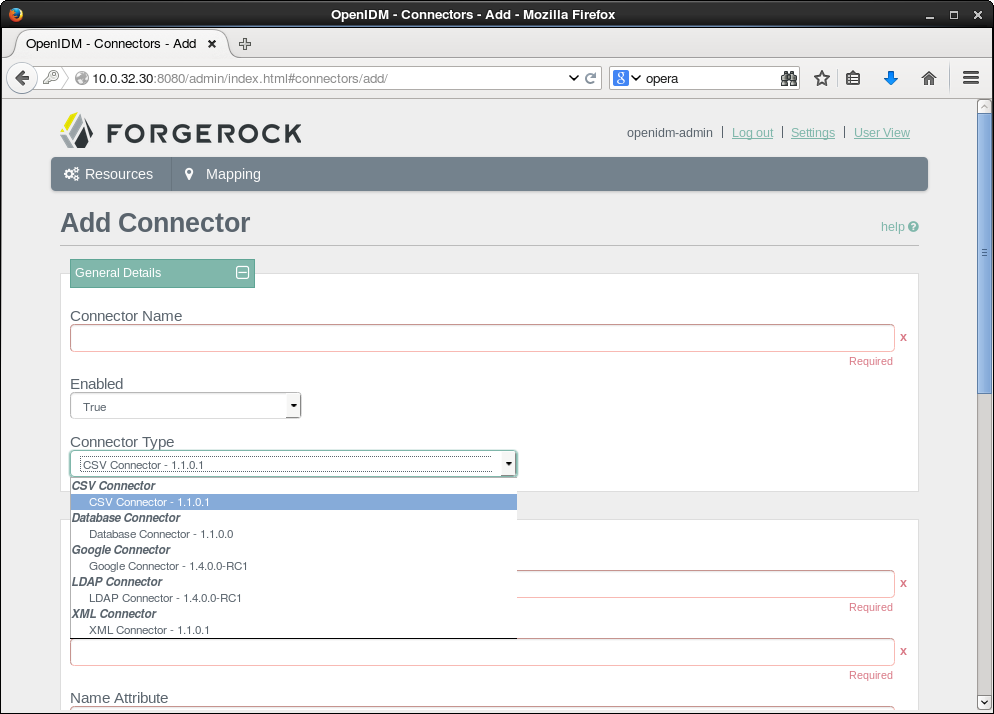 OpenIDM - Connectors - Add - Mozilla Firefox
OpenIDM - Connectors - Add
10.0.32.30:8080/admin/index.html#connectors/add/
8 opera
FORGEROCK
openidm-admin | Log out | Settings | User View
Resources Mapping
Add Connector
help ?
General Details
Connector Name
x
Required
Enabled
True
Connector Type
CSV Connector - 1.1.0.1
CSV Connector
CSV Connector - 1.1.0.1
Database Connector
Database Connector - 1.1.0.0
Google Connector
Google Connector - 1.4.0.0-RC1
LDAP Connector
x
LDAP Connector - 1.4.0.0-RC1
Required
XML Connector
XML Connector - 1.1.0.1
x
Required
Name Attribute